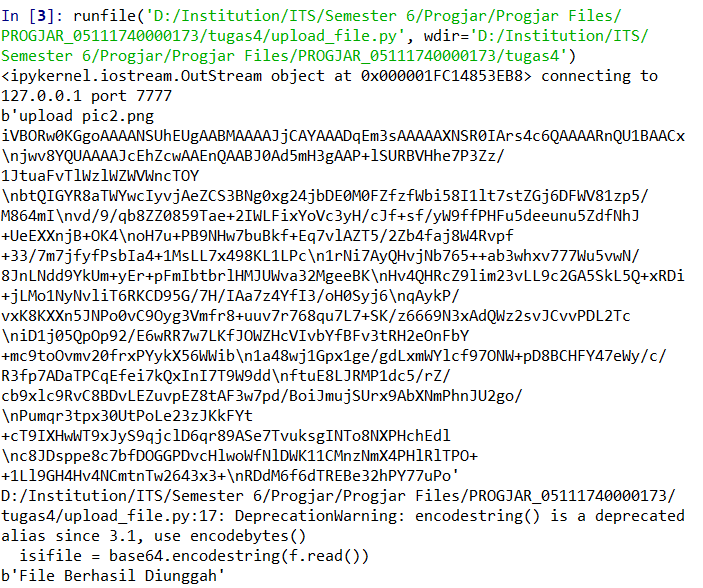 In [3]: runfile('D:/Institution/ITS/Semester 6/Progjar/Progjar Files/
PROGJAR_05111740000173/tugas4/upload_file.py', wdir='D:/Institution/ITS/
Semester 6/Progjar/Progjar Files/PROGJAR_05111740000173/tugas4')
<ipykernel.iostream.OutStream object at 0x000001FC14853EB8> connecting to
127.0.0.1 port 7777
b'upload pic2.png
iVBORw0KGgoAAAANSUhEUgAABMAAAAJjCAYAAADqEm3sAAAAAXNSR0IArs4c6QAAAARnQU1BAACx
\njwv8YQUAAAAJcEhZcwAAEnQAABJ0Ad5mH3gAAP+lSURBVHhe7P3Zz/
1JtuaFvTlWzlWZWVWncTOY
\nbtQIGYR8aTWYwcIyvjAeZCS3BNg0xg24jbDE0M0FZfzfWbi58I1lt7stZGj6DFWV81zp5/
M864mI\nvd/9/qb8ZZ0859Tae+2IWLFixYoVc3yH/cJf+sf/yW9ffPHFu5deeunu5ZdfNhJ
+UeEXXnjB+OK4\noH7u+PB9NHw7buBkf+Eq7vlAZT5/2Zb4faj8W4Rvpf
+33/7m7jfyfPsbIa4+1MsLL7x498KL1LPc\n1rNi7AyQHvjNb765++ab3whxv777Wu5vwN/
8JnLNdd9YkUm+yEr+pFmIbtbrlHMJUWva32MgeeBK\nHv4QHRcZ9lim23vLL9c2GA5SkL5Q+xRDi
+jLMo1NyNvliT6RKCD95G/7H/IAa7z4YfI3/oH0Syj6\nqAykP/
vxK8KXXn5JNPo0vC9Oyg3Vmfr8+uuv7r768qu7L7+SK/z6669N3xAdQWz2svJCvvPDL2Tc
\niD1j05QpOp92/E6wRR7w7LKfJOWZHcVIvbYfBFv3tRH2eOnFbY
+mc9toOvmv20frxPYykX56WWib\n1a48wj1Gpx1ge/gdLxmWYlcf97ONW+pD8BCHFY47eWy/c/
R3fp7ADaTPCqEfei7kQxInI7T9W9dd\nftuE8LJRMP1dc5/rZ/
cb9xlc9RvC8BDvLEZuvpEZ8tAF3w7pd/BoiJmujSUrx9AbXNmPhnJU2go/
\nPumqr3tpx30UtPoLe23zJKkFYt
+cT9IXHwWT9xJyS9qjclD6qr89ASe7TvuksgINTo8NXPHchEdl
\nc8JDsppe8c7bfDOGGPDvcHlwoWfNlDWK11CMnzNmX4PHlRlTPO+
+1Ll9GH4Hv4NCmtnTw2643x3+\nRDdM6f6dTREBe32hPY77uPo'
D:/Institution/ITS/Semester 6/Progjar/Progjar Files/PROGJAR_05111740000173/
tugas4/upload_file.py:17: DeprecationWarning: encodestring() is a deprecated
alias since 3.1, use encodebytes()
  isifile = base64.encodestring(f.read())
b'File Berhasil Diunggah'